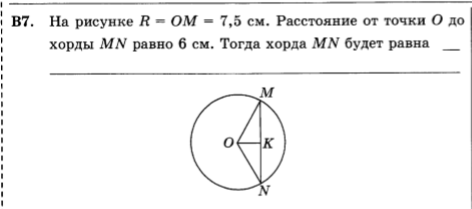 В7. На рисунке R = OM = 7,5 см. Расстояние от точки O до
хорды MN равно 6 см. Тогда хорда MN будет равна __
M
O K
N